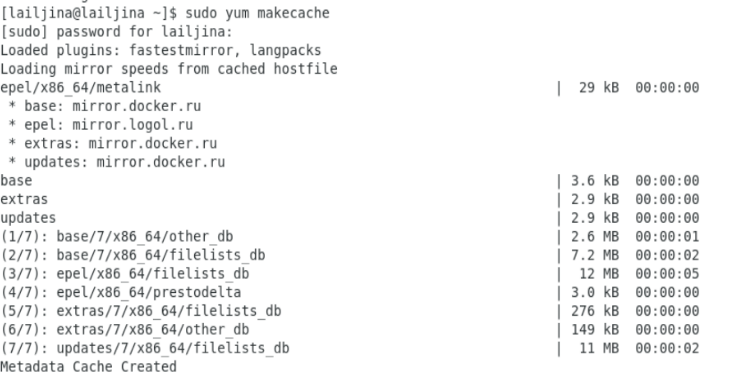 [lailjina@lailjina ~]$ sudo yum makecache
[sudo] password for lailjina:
Loaded plugins: fastestmirror, langpacks
Loading mirror speeds from cached hostfile
epel/x86_64/metalink | 29 kB 00:00:00
 * base: mirror.docker.ru
 * epel: mirror.logol.ru
 * extras: mirror.docker.ru
 * updates: mirror.docker.ru
base | 3.6 kB 00:00:00
extras | 2.9 kB 00:00:00
updates | 2.9 kB 00:00:00
(1/7): base/7/x86_64/other_db | 2.6 MB 00:00:01
(2/7): base/7/x86_64/filelists_db | 7.2 MB 00:00:02
(3/7): epel/x86_64/filelists_db | 12 MB 00:00:05
(4/7): epel/x86_64/prestodelta | 3.0 kB 00:00:00
(5/7): extras/7/x86_64/filelists_db | 276 kB 00:00:00
(6/7): extras/7/x86_64/other_db | 149 kB 00:00:00
(7/7): updates/7/x86_64/filelists_db | 11 MB 00:00:02
Metadata Cache Created